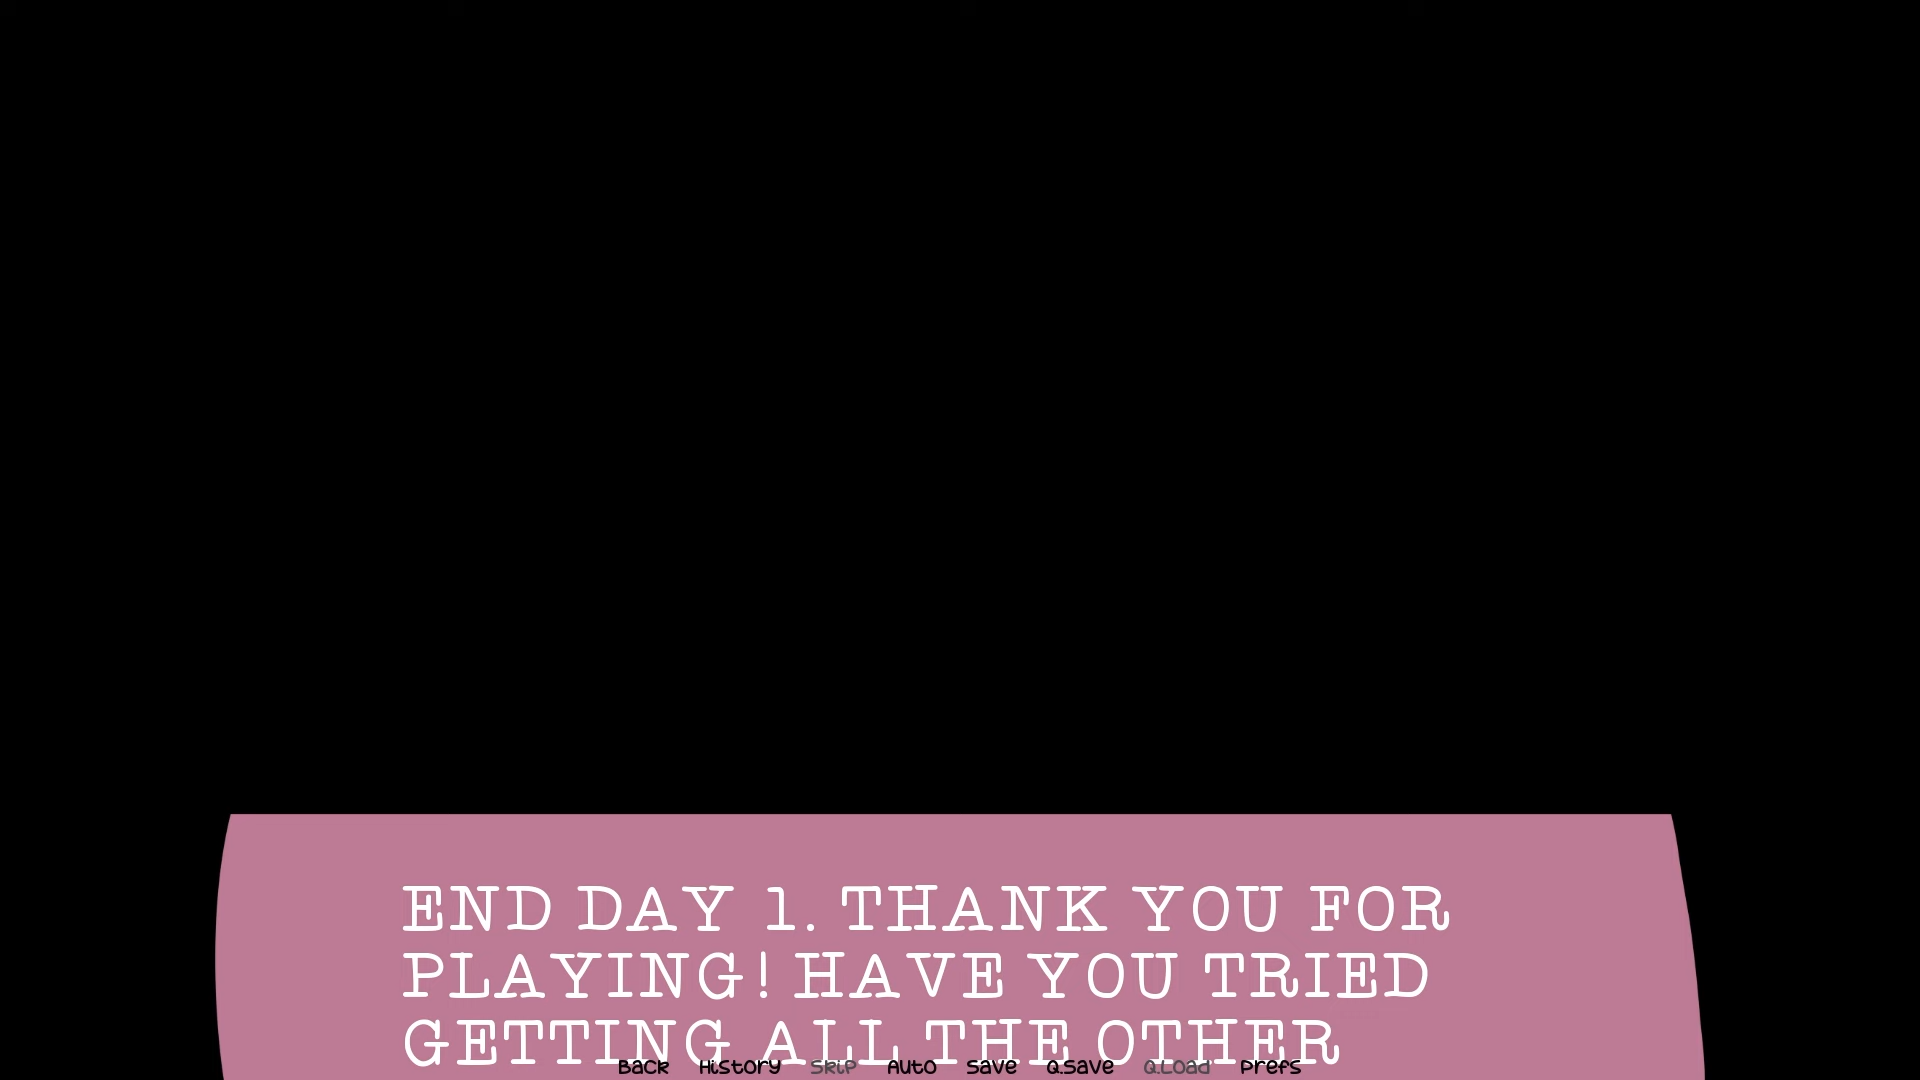 END DAY 1. THANK YOU FOR
PLAYING! HAVE YOU TRIED
GETTING ALL THE OTHER
Back History Skip Auto Save Q.Save Q.Load Prefs